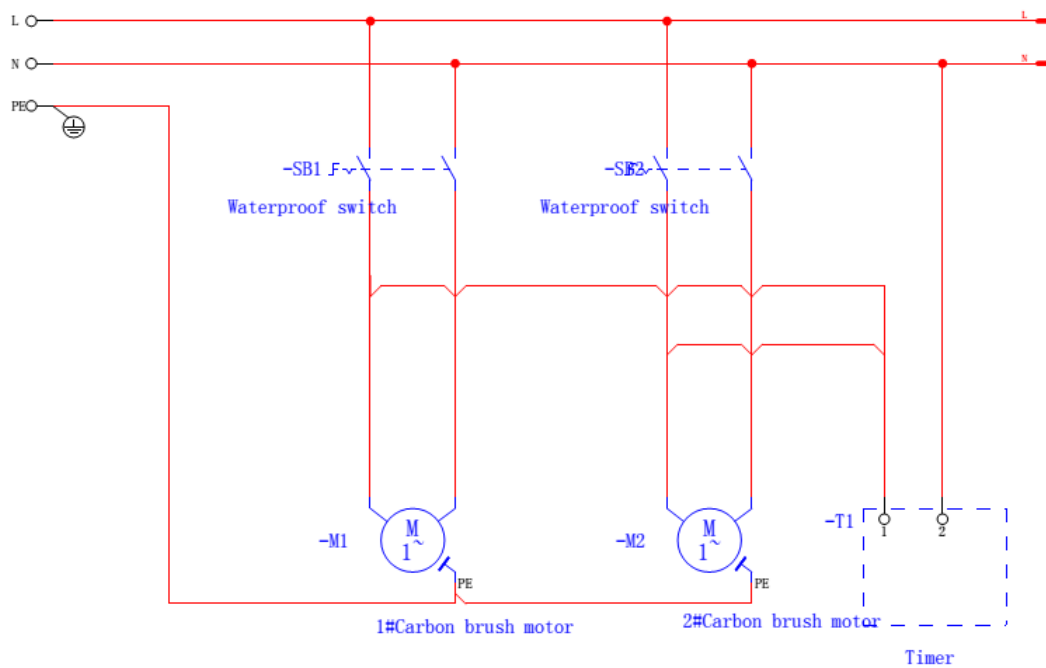 L
L
N
N
PE
-SB1
-SB2
Waterproof switch
Waterproof switch
-M1
M
1~
-M2
M
1~
-T1
1
2
PE
PE
1#Carbon brush motor
2#Carbon brush motor
Timer